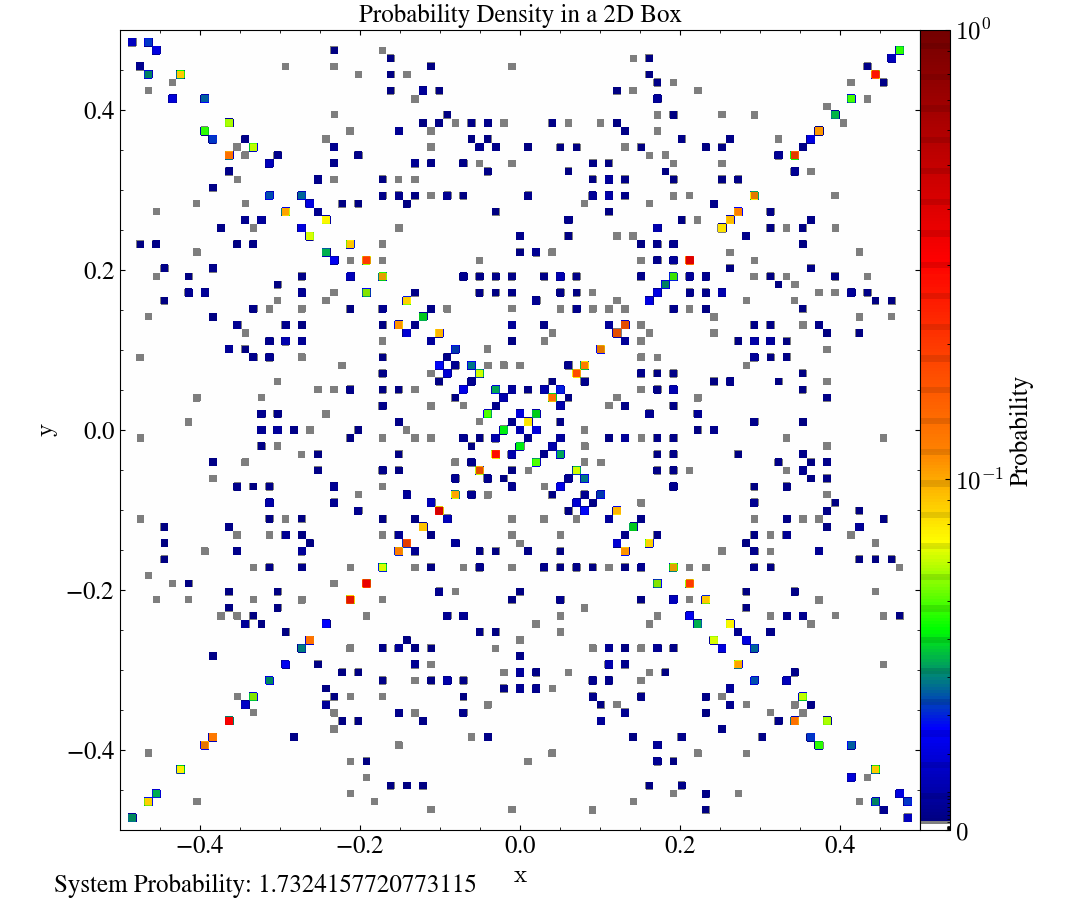 Probability Density in a 2D Box
10^0
0.4
0.2
0.0
−0.2
−0.4
y
10^−1
Probability
0
−0.4 −0.2 0.0 0.2 0.4
x
System Probability: 1.7324157720773115